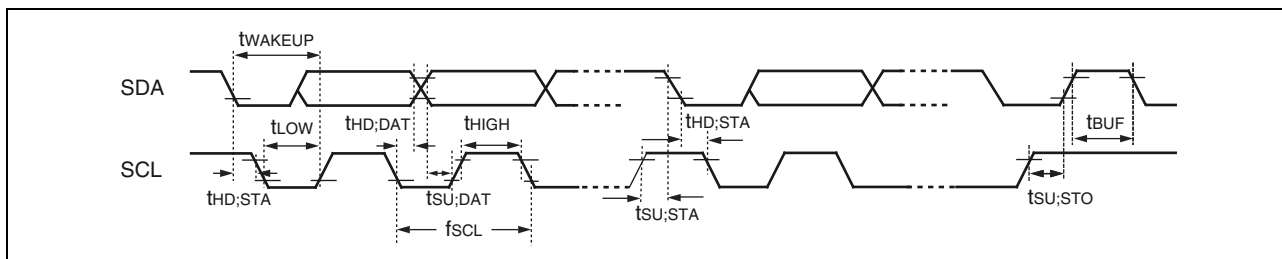 tWAKEUP
SDA
tLOW
tHD;DAT
tHIGH
tHD;STA
tBUF
SCL
tHD;STA
tSU;DAT
tSU;STA
tSU;STO
fSCL